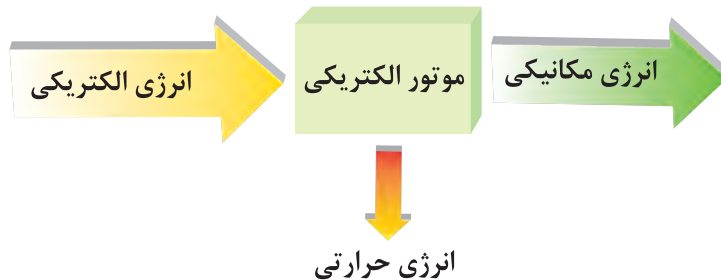 انرژی الکتریکی
موتور الکتریکی
انرژی مکانیکی
انرژی حرارتی